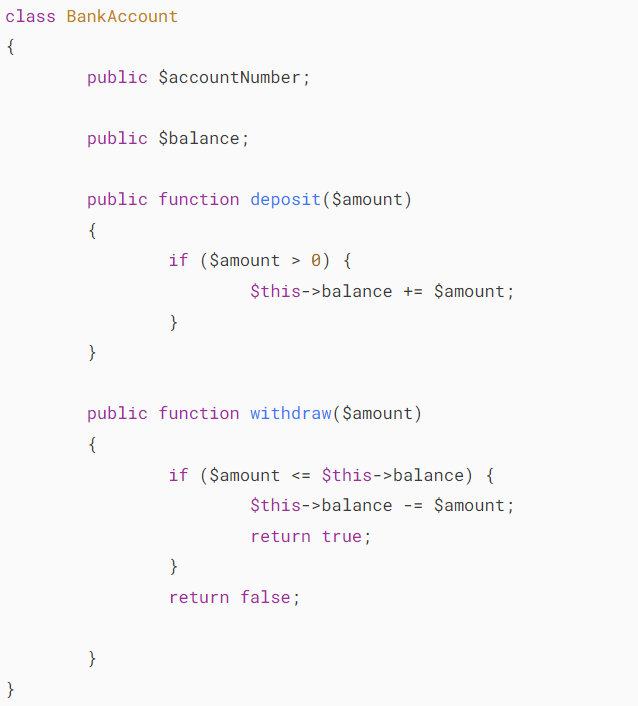 class BankAccount
{
        public $accountNumber;

        public $balance;

        public function deposit($amount)
        {
                if ($amount > 0) {
                        $this->balance += $amount;
                }
        }

        public function withdraw($amount)
        {
                if ($amount <= $this->balance) {
                        $this->balance -= $amount;
                        return true;
                }
                return false;

        }
}